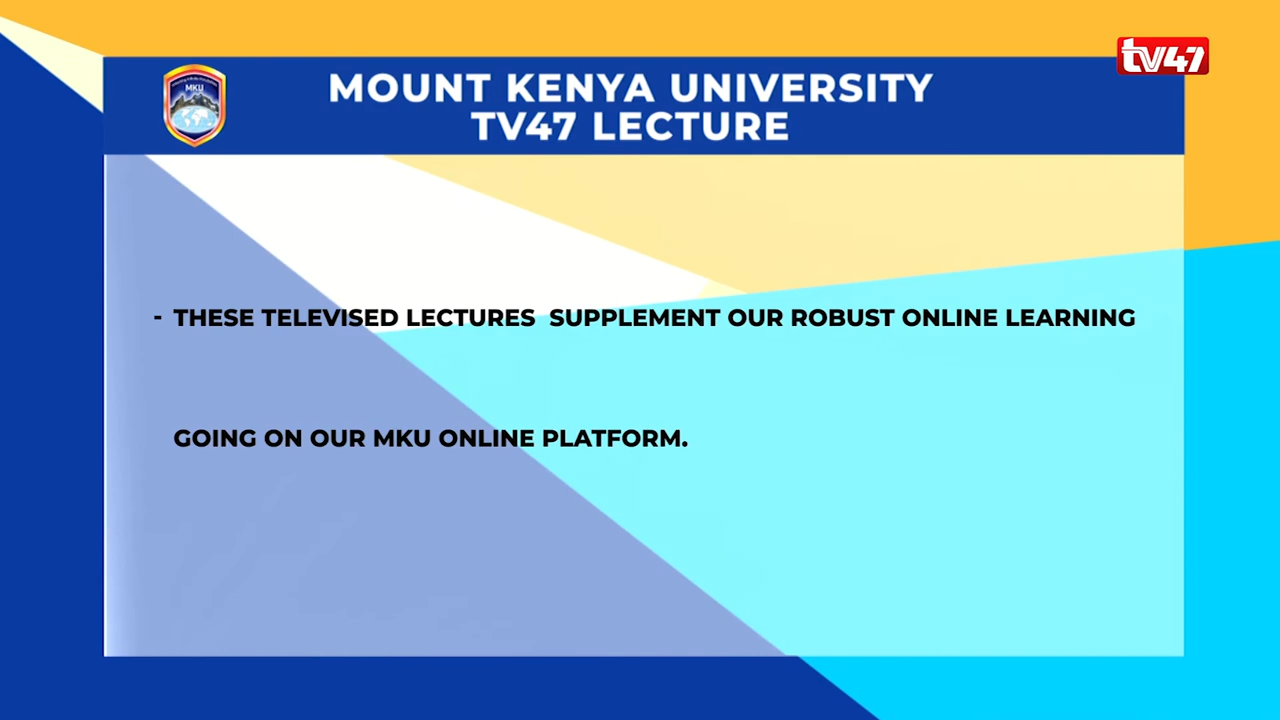 tv47
MKU
MOUNT KENYA UNIVERSITY
TV47 LECTURE
- THESE TELEVISED LECTURES SUPPLEMENT OUR ROBUST ONLINE LEARNING
GOING ON OUR MKU ONLINE PLATFORM.